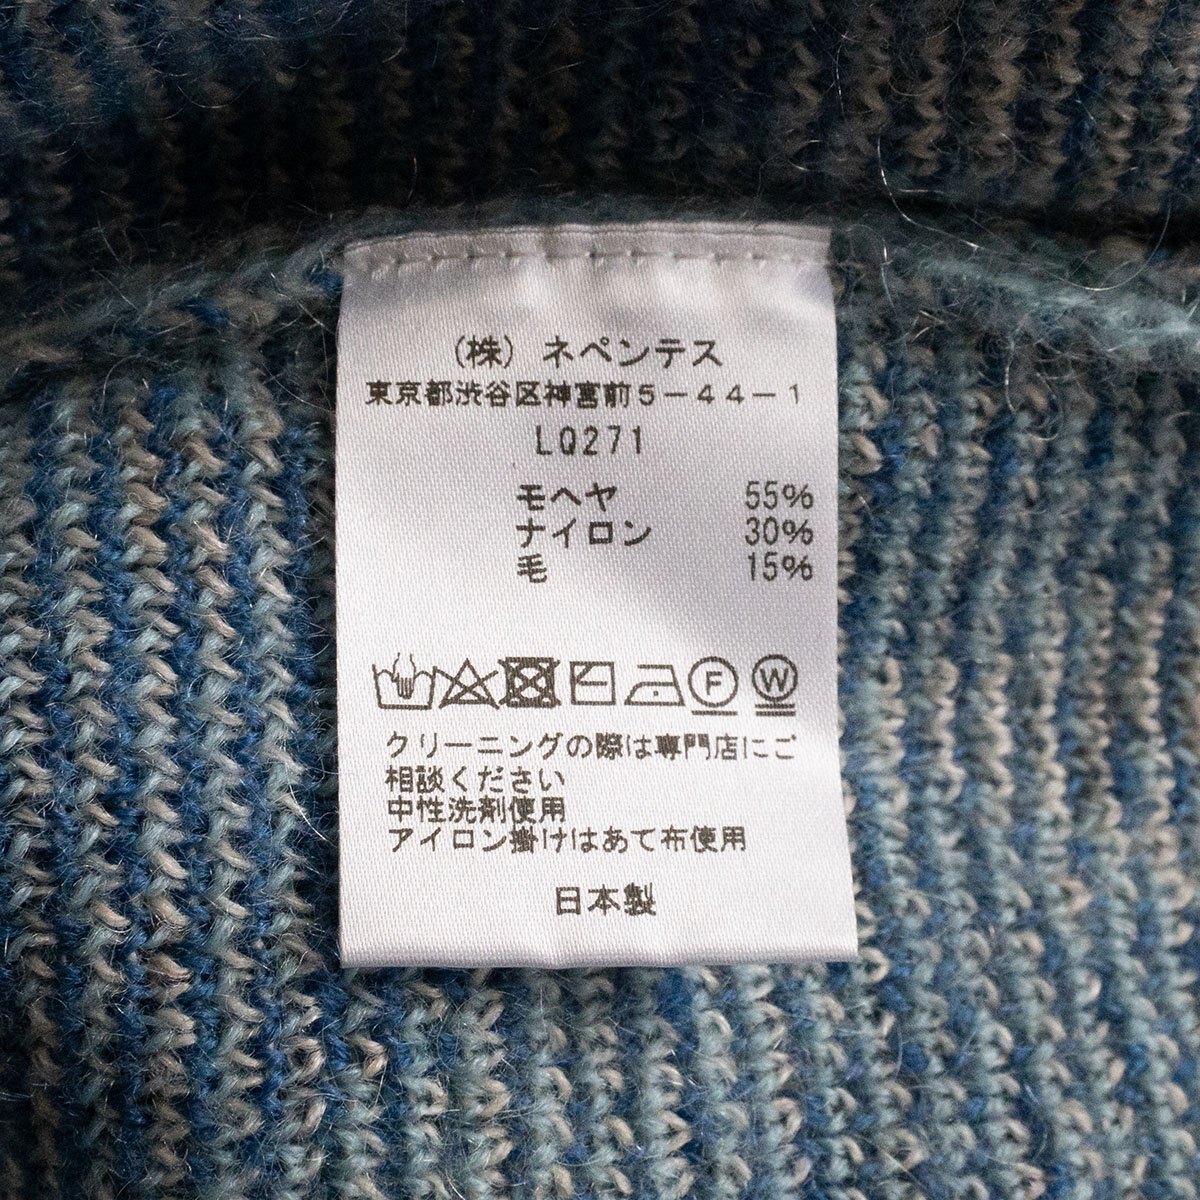 (株) ネペンテス
東京都渋谷区神宮前5-44-1
LQ271
モヘヤ 55%
ナイロン 30%
毛 15%
F W
クリーニングの際は専門店にご
相談ください
中性洗剤使用
アイロン掛けはあて布使用
日本製